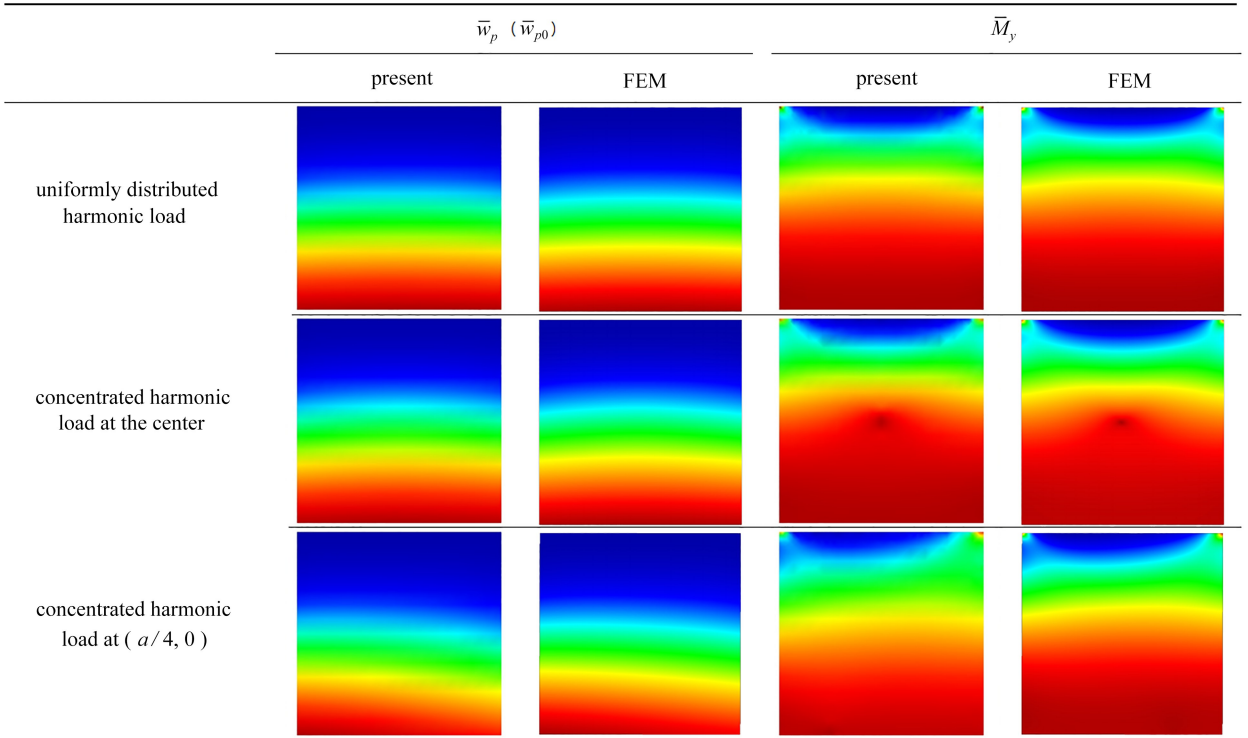 w̄ₚ (w̄ₚ₀)
M̄ᵧ
present
FEM
present
FEM
uniformly distributed
harmonic load
concentrated harmonic
load at the center
concentrated harmonic
load at ( a/4, 0 )